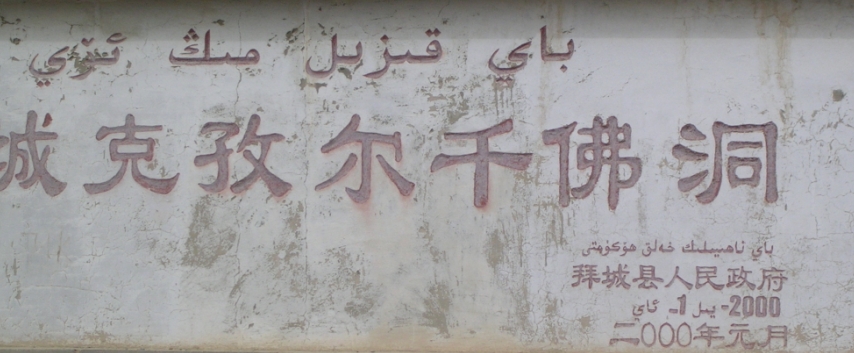 باي قىزىل مىڭ ئۆي
城克孜尔千佛洞
باي ناھىيىلىك خەلق ھۆكۈمىتى
拜城县人民政府
2000-يىل 1-ئاي
二000年元月